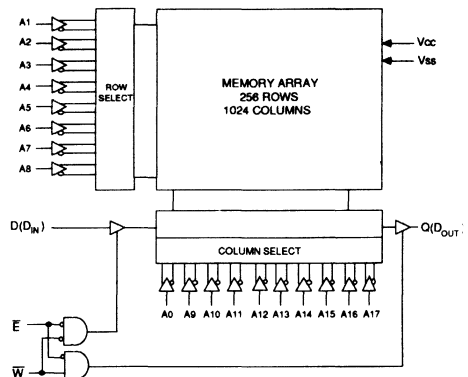 A1
A2
A3
A4
A5
A6
A7
A8
ROW
SELECT
MEMORY ARRAY
256 ROWS
1024 COLUMNS
Vcc
Vss
D(DIN)
Q(DOUT)
COLUMN SELECT
A0 A9 A10 A11 A12 A13 A14 A15 A16 A17
E̅
W̅